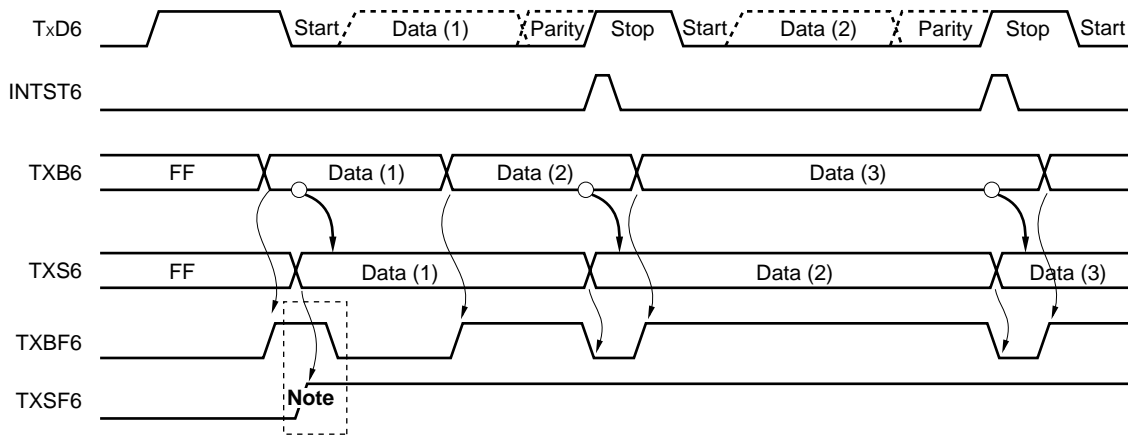 TxD6 Start Data (1) Parity Stop Start Data (2) Parity Stop Start
INTST6
TXB6 FF Data (1) Data (2) Data (3)
TXS6 FF Data (1) Data (2) Data (3)
TXBF6
Note
TXSF6